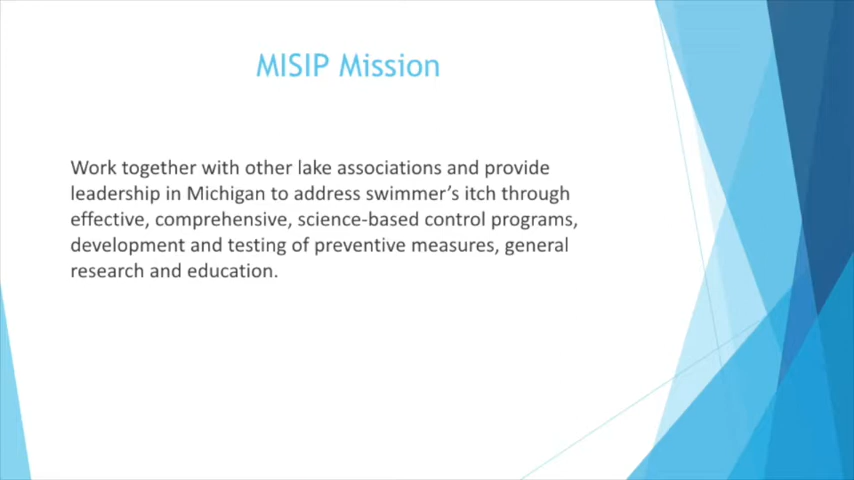 MISIP Mission
Work together with other lake associations and provide
leadership in Michigan to address swimmer’s itch through
effective, comprehensive, science-based control programs,
development and testing of preventive measures, general
research and education.